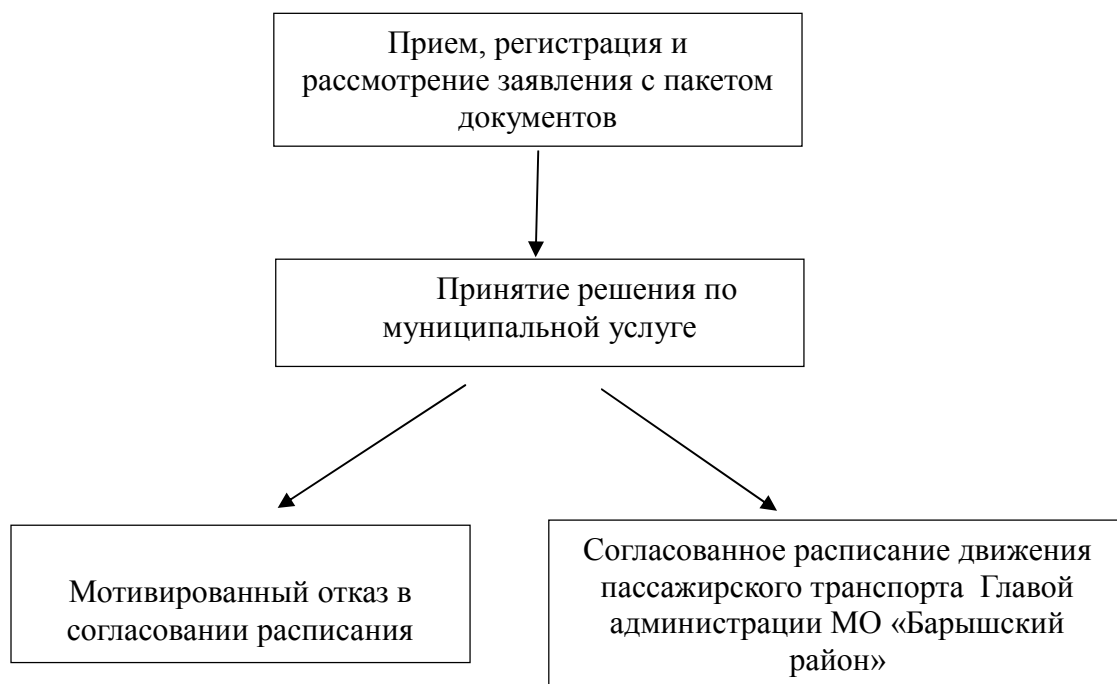 Прием, регистрация и
рассмотрение заявления с пакетом
документов
Принятие решения по
муниципальной услуге
Мотивированный отказ в
согласовании расписания
Согласованное расписание движения
пассажирского транспорта Главой
администрации МО «Барышский
район»